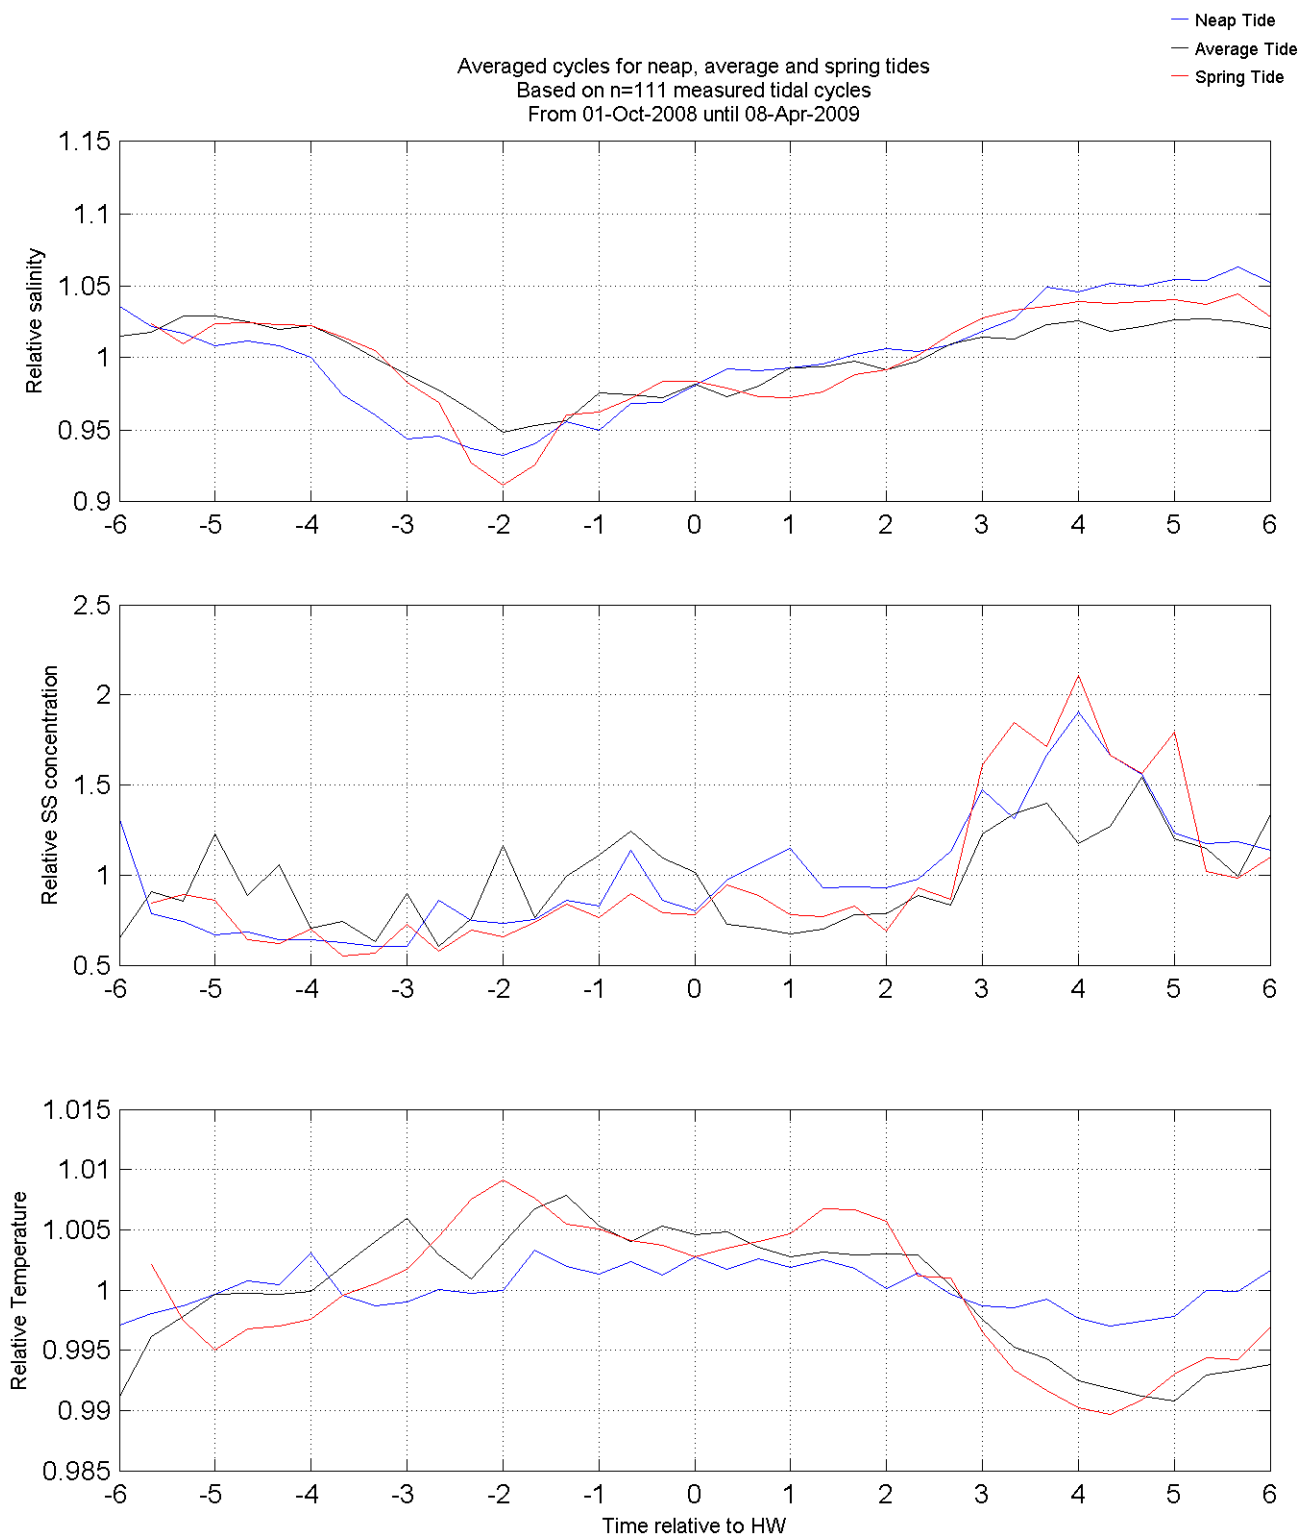 Neap Tide
Average Tide
Spring Tide
Averaged cycles for neap, average and spring tides
Based on n=111 measured tidal cycles
From 01-Oct-2008 until 08-Apr-2009
Relative salinity
1.15
1.1
1.05
1
0.95
0.9
-6 -5 -4 -3 -2 -1 0 1 2 3 4 5 6
Relative SS concentration
2.5
2
1.5
1
0.5
-6 -5 -4 -3 -2 -1 0 1 2 3 4 5 6
Relative Temperature
1.015
1.01
1.005
1
0.995
0.99
0.985
-6 -5 -4 -3 -2 -1 0 1 2 3 4 5 6
Time relative to HW